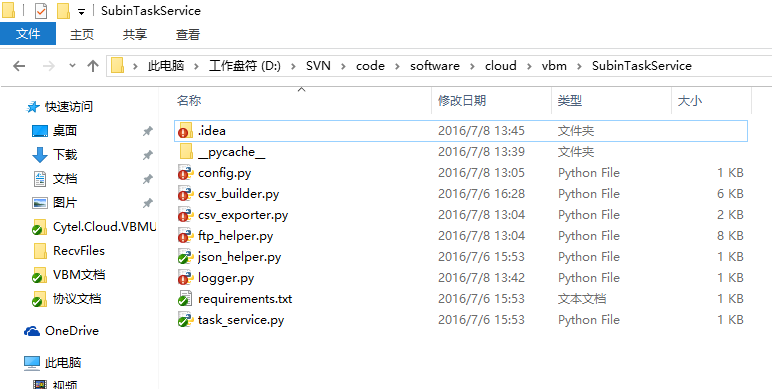 SubinTaskService
文件 主页 共享 查看
此电脑 工作盘符 (D:) SVN code software cloud vbm SubinTaskService
名称 修改日期 类型 大小
快速访问
桌面
下载
文档
图片
Cytel.Cloud.VBMU
RecvFiles
VBM文档
协议文档
OneDrive
此电脑
视频
.idea 2016/7/8 13:45 文件夹
__pycache__ 2016/7/8 13:39 文件夹
config.py 2016/7/8 13:05 Python File 1 KB
csv_builder.py 2016/7/6 16:28 Python File 6 KB
csv_exporter.py 2016/7/8 13:04 Python File 2 KB
ftp_helper.py 2016/7/8 13:04 Python File 8 KB
json_helper.py 2016/7/6 15:53 Python File 1 KB
logger.py 2016/7/8 13:42 Python File 1 KB
requirements.txt 2016/7/6 15:53 文本文档 1 KB
task_service.py 2016/7/6 15:53 Python File 1 KB